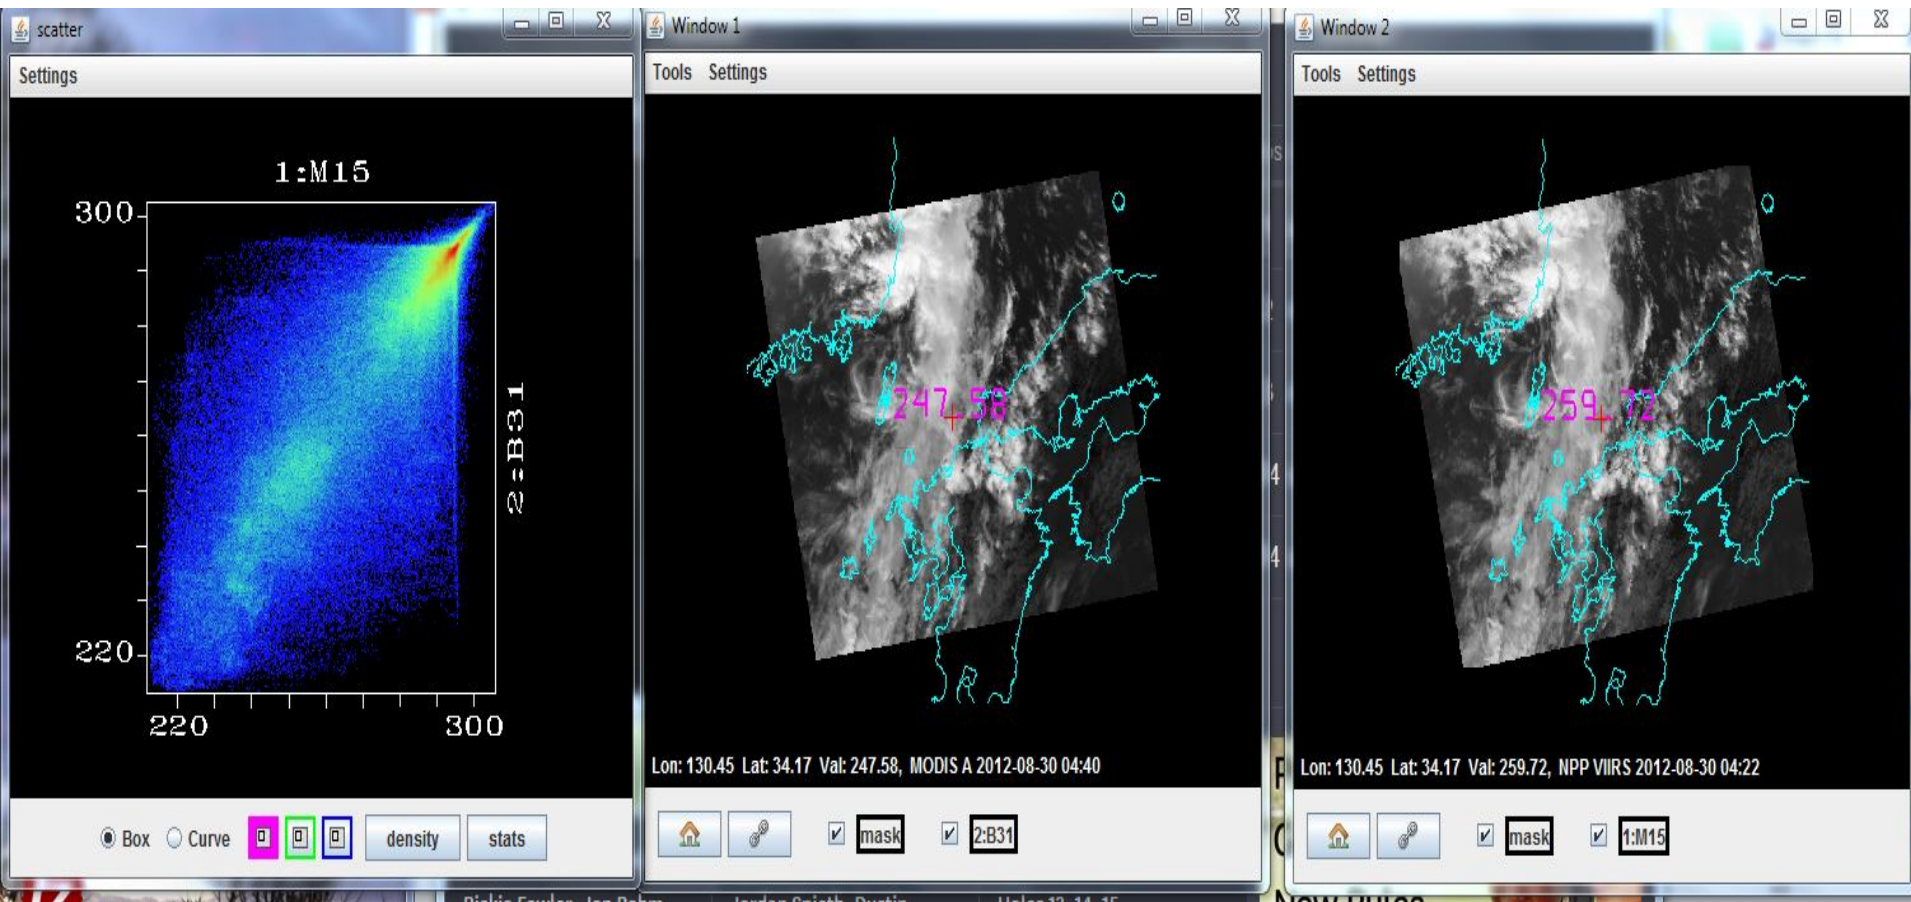 scatter
Settings
1:M15
300
220
220
300
2:B31
Box
Curve
density
stats
Window 1
Tools Settings
247.58
Lon: 130.45 Lat: 34.17 Val: 247.58, MODIS A 2012-08-30 04:40
mask
2:B31
Window 2
Tools Settings
259.72
Lon: 130.45 Lat: 34.17 Val: 259.72, NPP VIIRS 2012-08-30 04:22
mask
1:M15